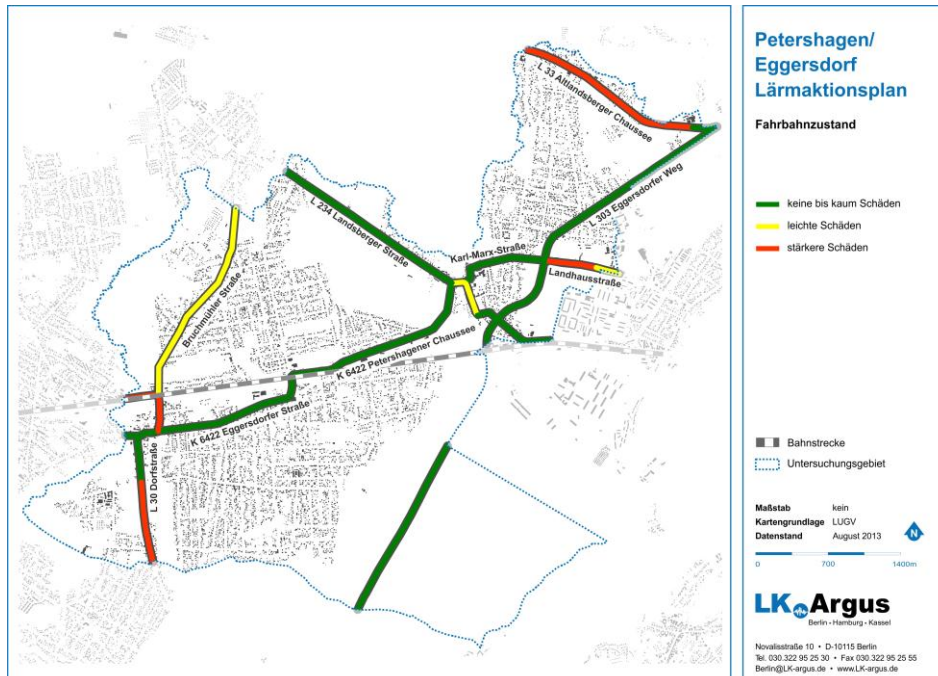 Petershagen/
Eggersdorf
Lärmaktionsplan
Fahrbahnzustand
keine bis kaum Schäden
leichte Schäden
stärkere Schäden
Bahnstrecke
Untersuchungsgebiet
Maßstab kein
Kartengrundlage LUGV
Datenstand August 2013
N
0 700 1400m
LK Argus
Berlin • Hamburg • Kassel
Novalisstraße 10 • D-10115 Berlin
Tel. 030.322 95 25 30 • Fax 030.322 95 25 55
Berlin@LK-argus.de • www.LK-argus.de
L 33 Altlandsberger Chaussee
L 234 Landsberger Straße
L 303 Eggersdorfer Weg
Karl-Marx-Straße
Landhausstraße
Bruchmühler Straße
K 6422 Petershagener Chaussee
K 6422 Eggersdorfer Straße
L 30 Dorfstraße